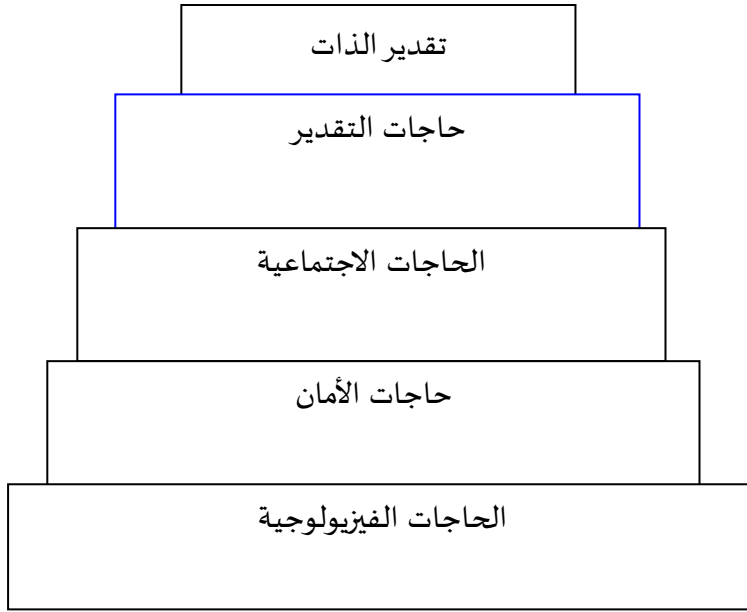 تقدير الذات
حاجات التقدير
الحاجات الاجتماعية
حاجات الأمان
الحاجات الفيزيولوجية